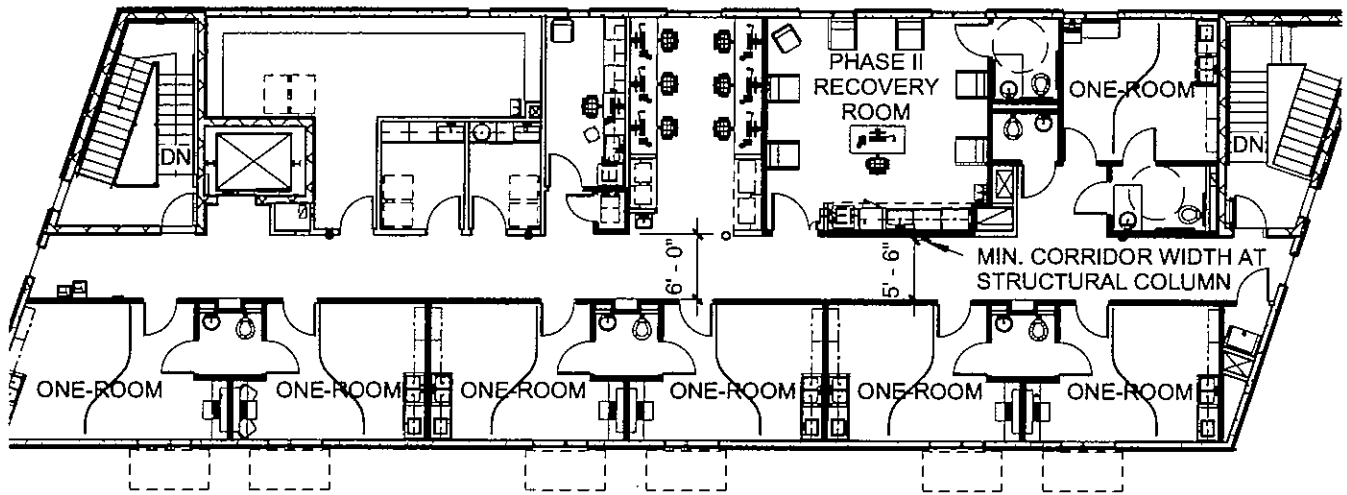 PHASE II
RECOVERY
ROOM
ONE-ROOM
DN
DN
6' - 0"
5' - 6"
MIN. CORRIDOR WIDTH AT
STRUCTURAL COLUMN
ONE-ROOM
ONE-ROOM
ONE-ROOM
ONE-ROOM
ONE-ROOM
ONE-ROOM